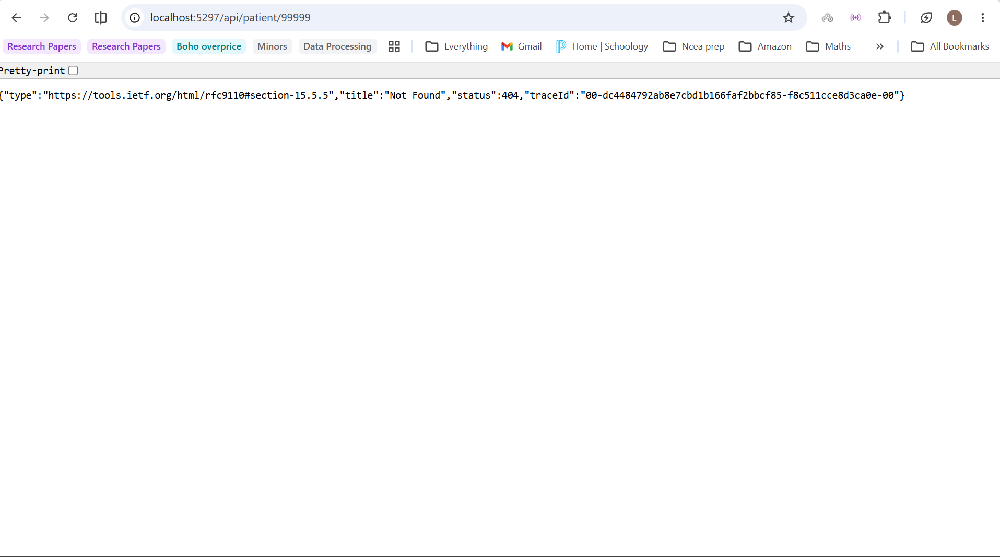 localhost:5297/api/patient/99999
L
Research Papers Research Papers Boho overprice Minors Data Processing Everything Gmail Home | Schoology Ncea prep Amazon Maths » All Bookmarks
Pretty-print
{"type":"https://tools.ietf.org/html/rfc9110#section-15.5.5","title":"Not Found","status":404,"traceId":"00-dc4484792ab8e7cbd1b166faf2bbcf85-f8c511cce8d3ca0e-00"}